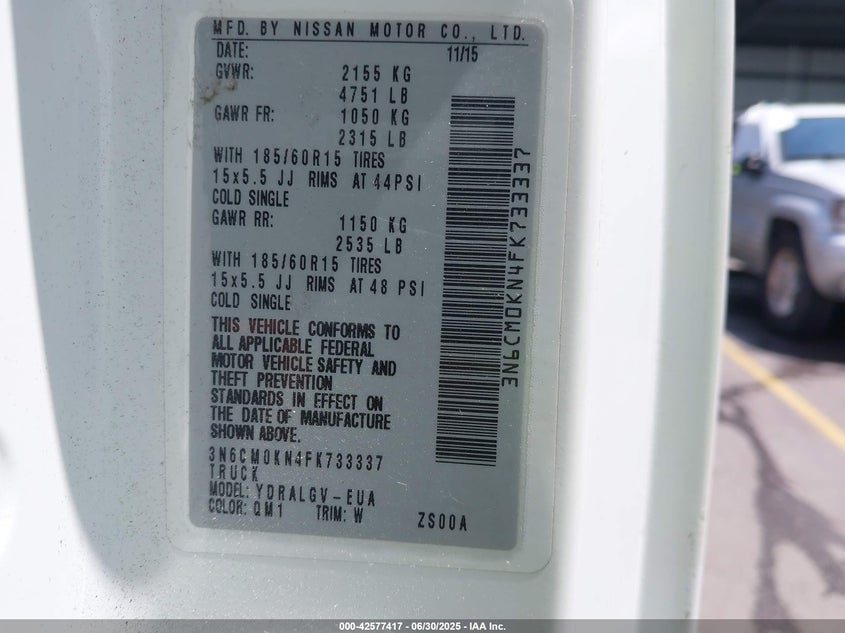 MFD. BY NISSAN MOTOR CO., LTD.
DATE: 11/15
GVWR: 2155 KG
4751 LB
GAWR FR: 1050 KG
2315 LB
WITH 185/60R15 TIRES
15x5.5 JJ RIMS AT 44PSI
COLD SINGLE
GAWR RR: 1150 KG
2535 LB
WITH 185/60R15 TIRES
15x5.5 JJ RIMS AT 48 PSI
COLD SINGLE
THIS VEHICLE CONFORMS TO
ALL APPLICABLE FEDERAL
MOTOR VEHICLE SAFETY AND
THEFT PREVENTION
STANDARDS IN EFFECT ON
THE DATE OF MANUFACTURE
SHOWN ABOVE.
3N6CM0KN4FK733337
TRUCK
MODEL: YDRALGV-EUA
COLOR: QM1 TRIM: W ZS00A
3N6CM0KN4FK733337
000-42577417 - 06/30/2025 - IAA Inc.